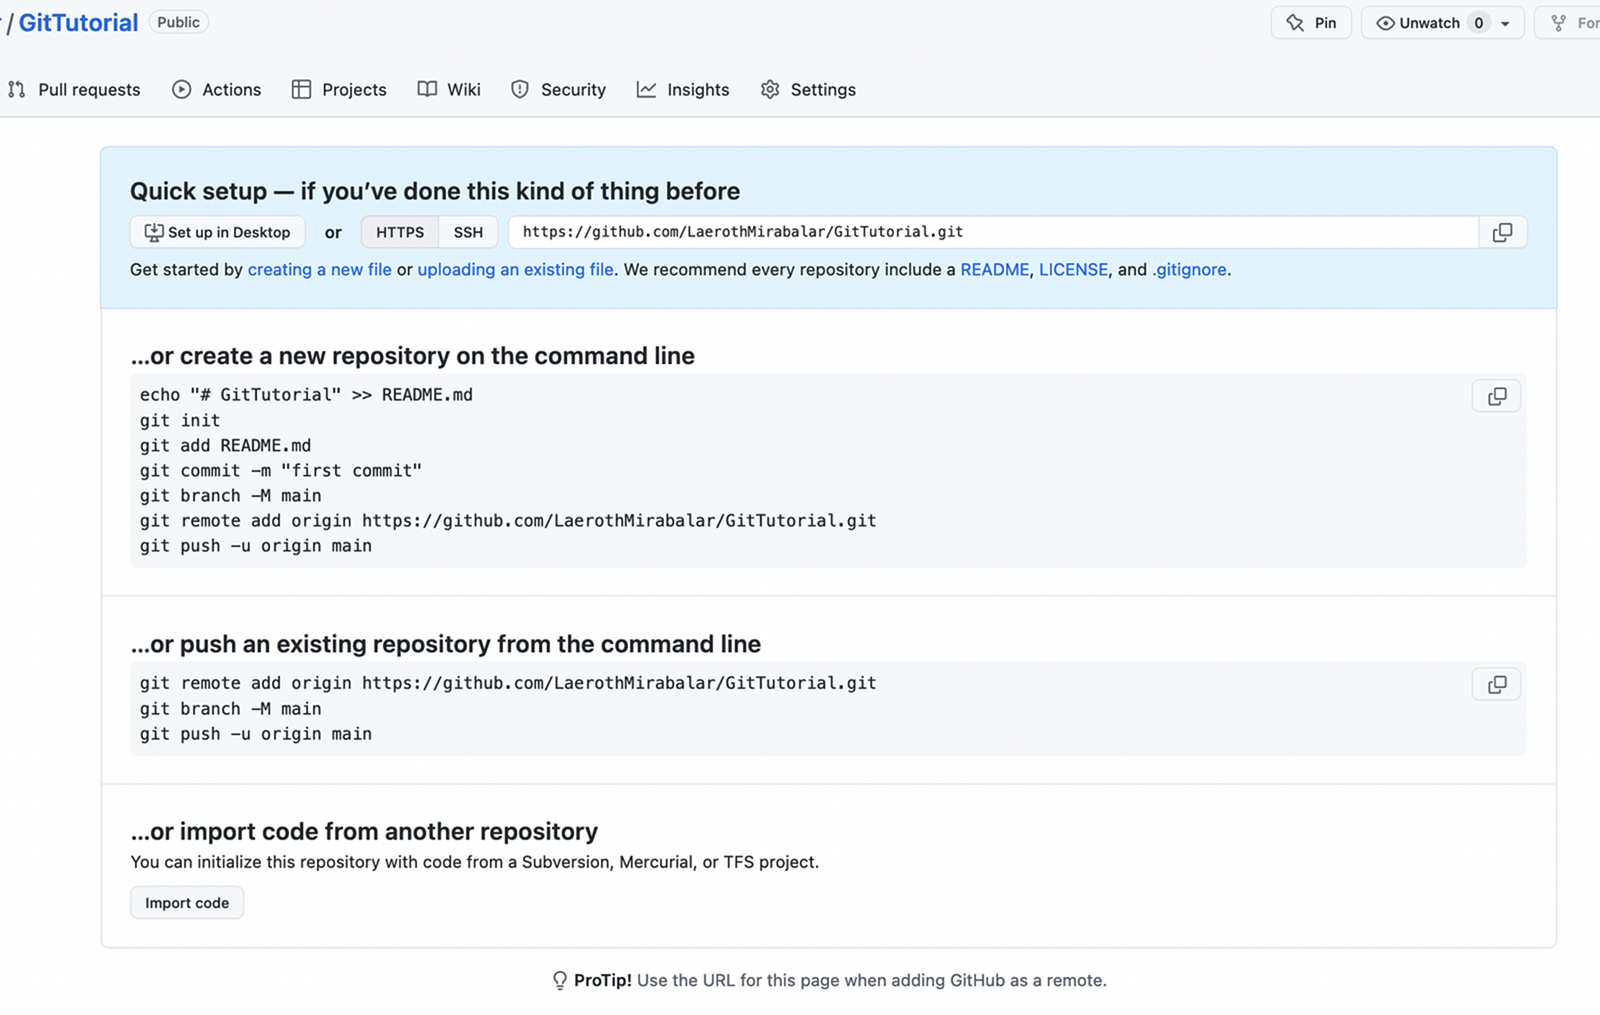 / GitTutorial Public
Pin Unwatch 0
Pull requests Actions Projects Wiki Security Insights Settings
Quick setup — if you’ve done this kind of thing before
Set up in Desktop or HTTPS SSH https://github.com/LaerothMirabalar/GitTutorial.git
Get started by creating a new file or uploading an existing file. We recommend every repository include a README, LICENSE, and .gitignore.
…or create a new repository on the command line
echo "# GitTutorial" >> README.md
git init
git add README.md
git commit -m "first commit"
git branch -M main
git remote add origin https://github.com/LaerothMirabalar/GitTutorial.git
git push -u origin main
…or push an existing repository from the command line
git remote add origin https://github.com/LaerothMirabalar/GitTutorial.git
git branch -M main
git push -u origin main
…or import code from another repository
You can initialize this repository with code from a Subversion, Mercurial, or TFS project.
Import code
ProTip! Use the URL for this page when adding GitHub as a remote.